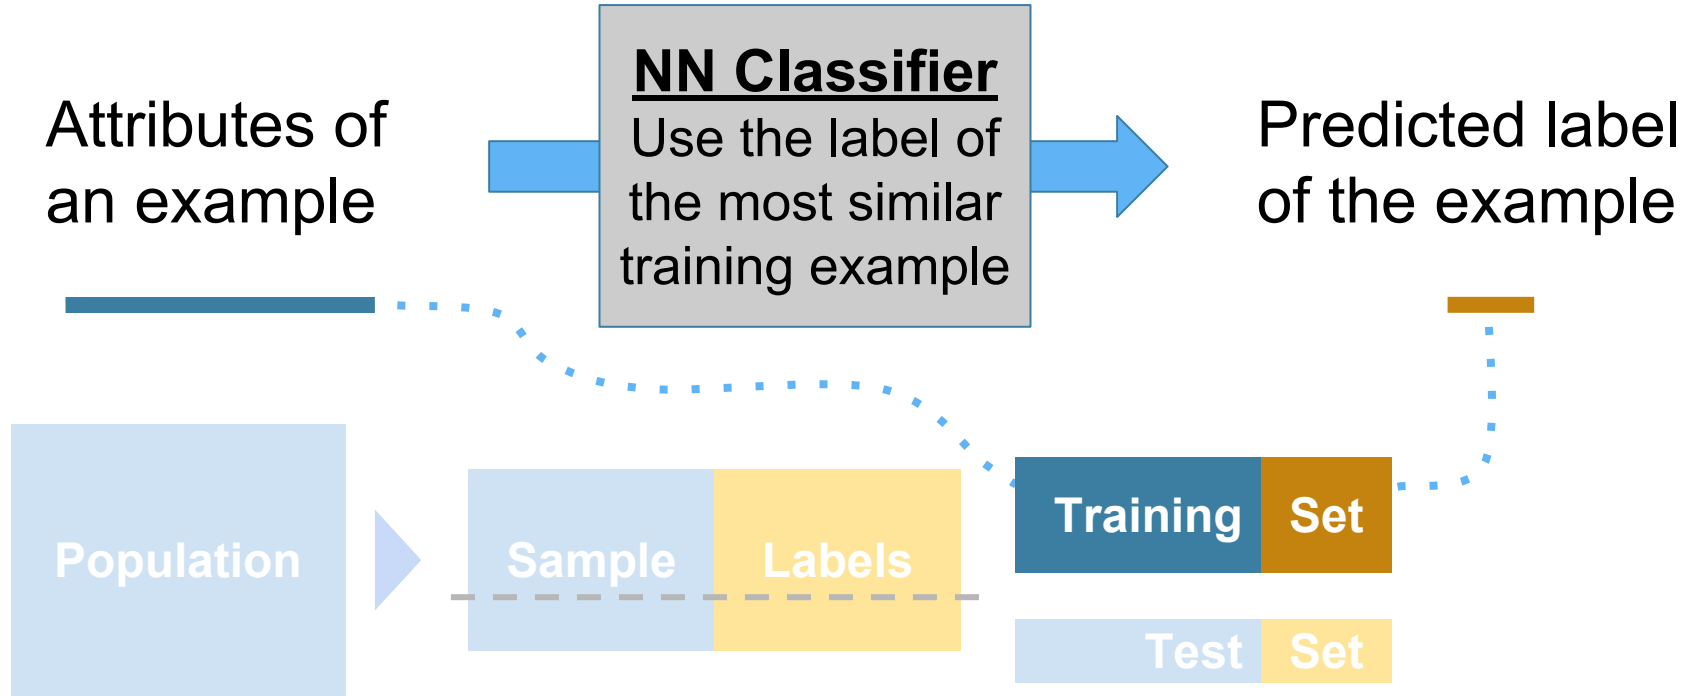 Attributes of
an example
NN Classifier
Use the label of
the most similar
training example
Predicted label
of the example
Population
Sample
Labels
Training Set
Test Set